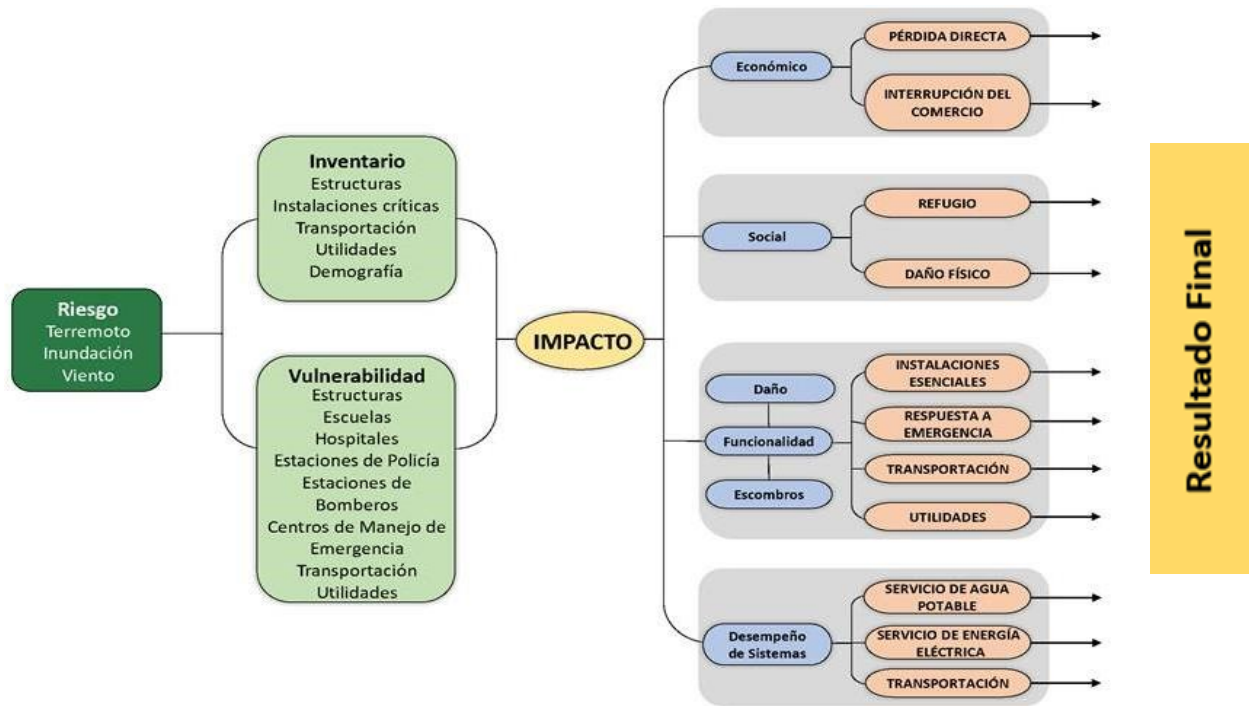 Riesgo
Terremoto
Inundación
Viento
Inventario
Estructuras
Instalaciones críticas
Transportación
Utilidades
Demografía
Vulnerabilidad
Estructuras
Escuelas
Hospitales
Estaciones de Policía
Estaciones de
Bomberos
Centros de Manejo de
Emergencia
Transportación
Utilidades
IMPACTO
Económico
PÉRDIDA DIRECTA
INTERRUPCIÓN DEL
COMERCIO
Social
REFUGIO
DAÑO FÍSICO
Daño
Funcionalidad
Escombros
INSTALACIONES
ESENCIALES
RESPUESTA A
EMERGENCIA
TRANSPORTACIÓN
UTILIDADES
Desempeño
de Sistemas
SERVICIO DE AGUA
POTABLE
SERVICIO DE ENERGÍA
ELÉCTRICA
TRANSPORTACIÓN
Resultado Final